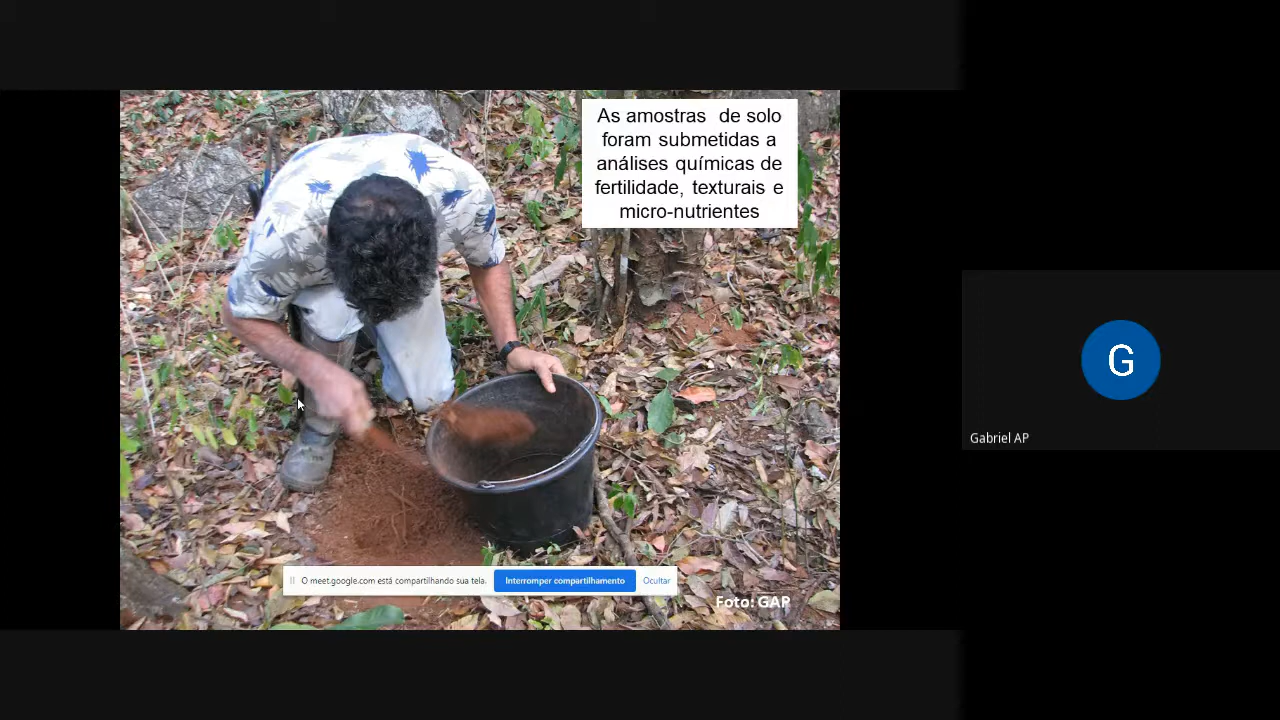 As amostras de solo
foram submetidas a
análises químicas de
fertilidade, texturais e
micro-nutrientes
G
Gabriel AP
O meet.google.com está compartilhando sua tela.
Interromper compartilhamento
Ocultar
Foto: GAP